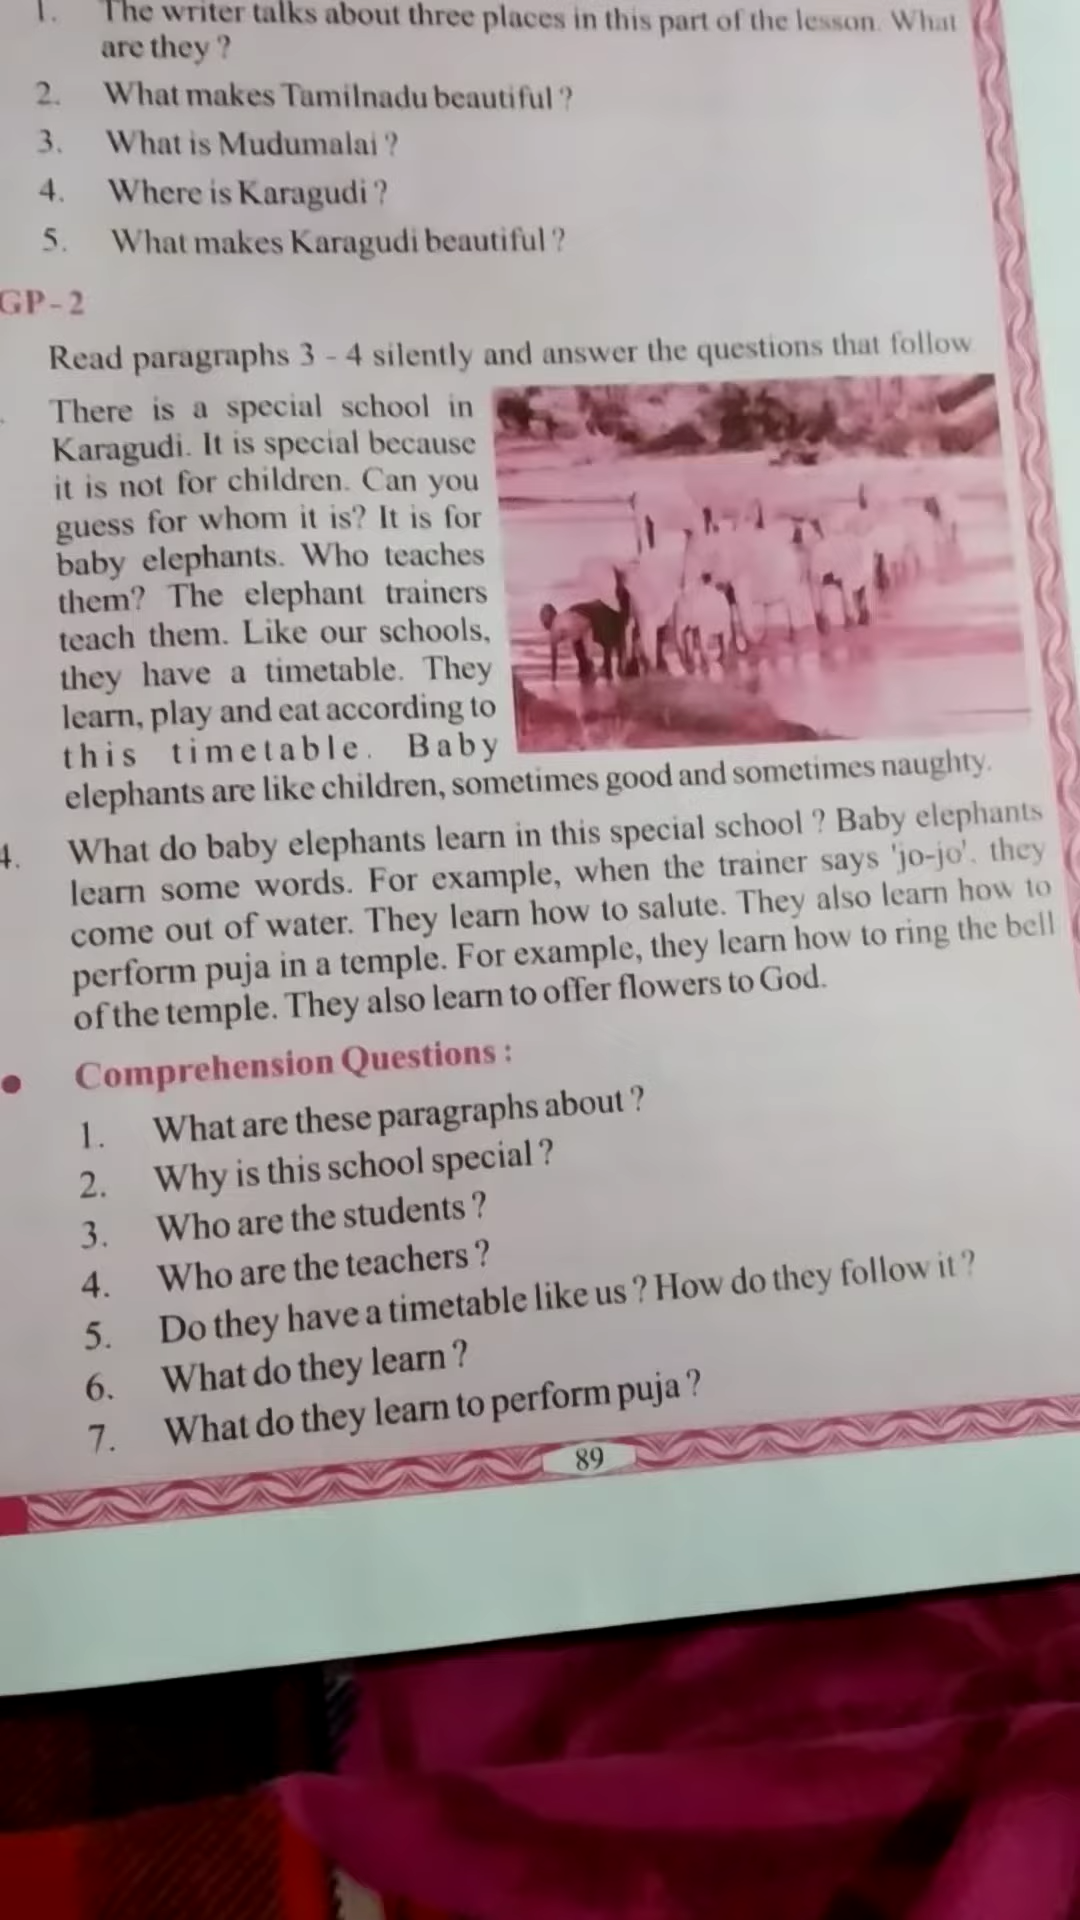 1. The writer talks about three places in this part of the lesson. What
are they ?
2. What makes Tamilnadu beautiful ?
3. What is Mudumalai ?
4. Where is Karagudi ?
5. What makes Karagudi beautiful ?
GP - 2
Read paragraphs 3 - 4 silently and answer the questions that follow
There is a special school in
Karagudi. It is special because
it is not for children. Can you
guess for whom it is? It is for
baby elephants. Who teaches
them? The elephant trainers
teach them. Like our schools,
they have a timetable. They
learn, play and eat according to
this timetable. Baby
elephants are like children, sometimes good and sometimes naughty.
4. What do baby elephants learn in this special school ? Baby elephants
learn some words. For example, when the trainer says 'jo-jo'. they
come out of water. They learn how to salute. They also learn how to
perform puja in a temple. For example, they learn how to ring the bell
of the temple. They also learn to offer flowers to God.
• Comprehension Questions :
1. What are these paragraphs about ?
2. Why is this school special ?
3. Who are the students ?
4. Who are the teachers ?
5. Do they have a timetable like us ? How do they follow it ?
6. What do they learn ?
7. What do they learn to perform puja ?
89